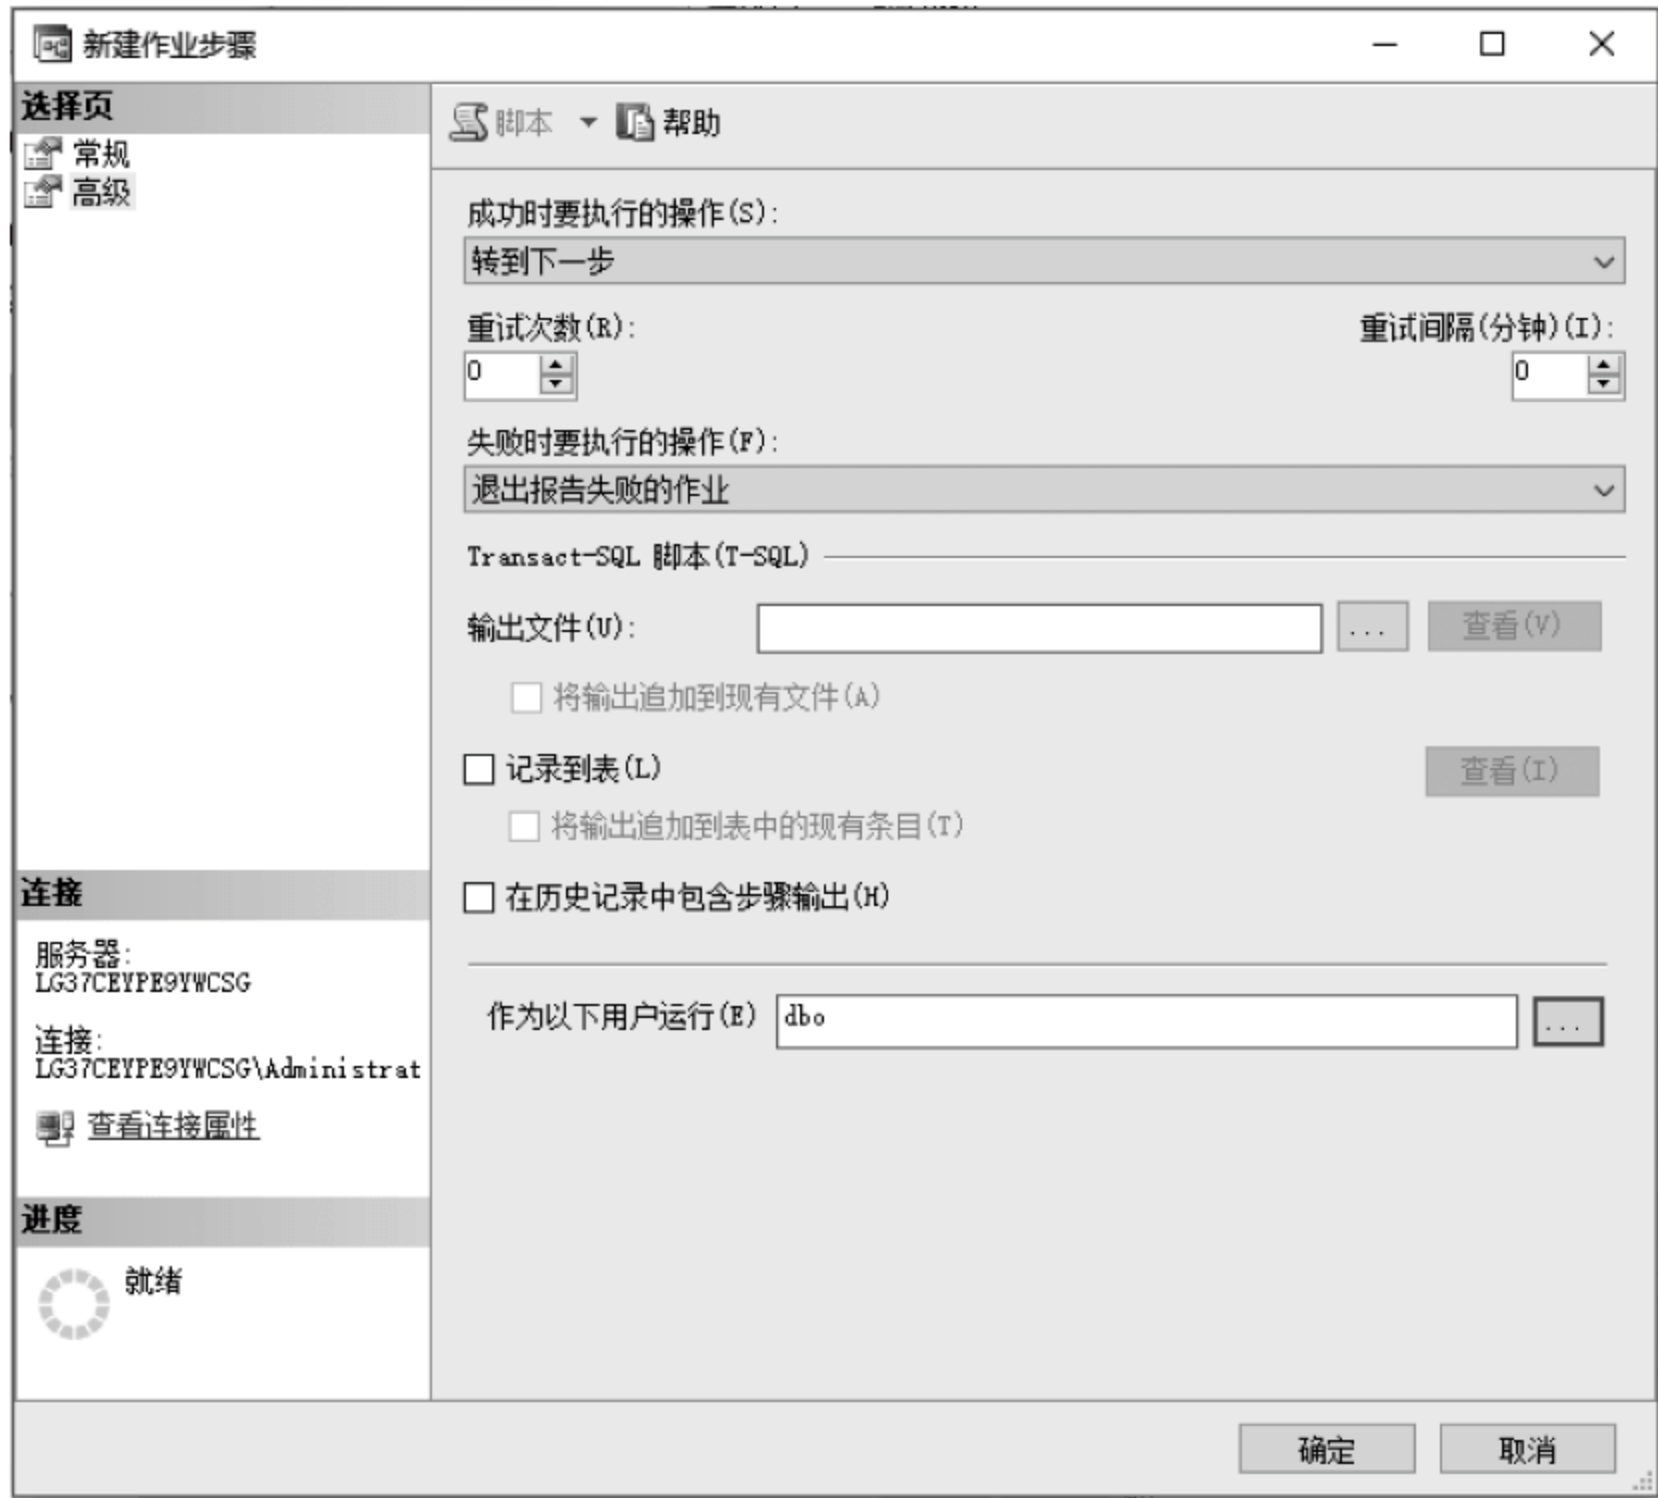 新建作业步骤
选择页
常规
高级
脚本 帮助
成功时要执行的操作(S):
转到下一步
重试次数(R): 重试间隔(分钟)(I):
0 0
失败时要执行的操作(F):
退出报告失败的作业
Transact-SQL 脚本(T-SQL)
输出文件(U): ... 查看(V)
将输出追加到现有文件(A)
记录到表(L) 查看(I)
将输出追加到表中的现有条目(T)
在历史记录中包含步骤输出(H)
作为以下用户运行(E) dbo ...
连接
服务器:
LG37CEYPE9YWCSG
连接:
LG37CEYPE9YWCSG\Administrat
查看连接属性
进度
就绪
确定 取消